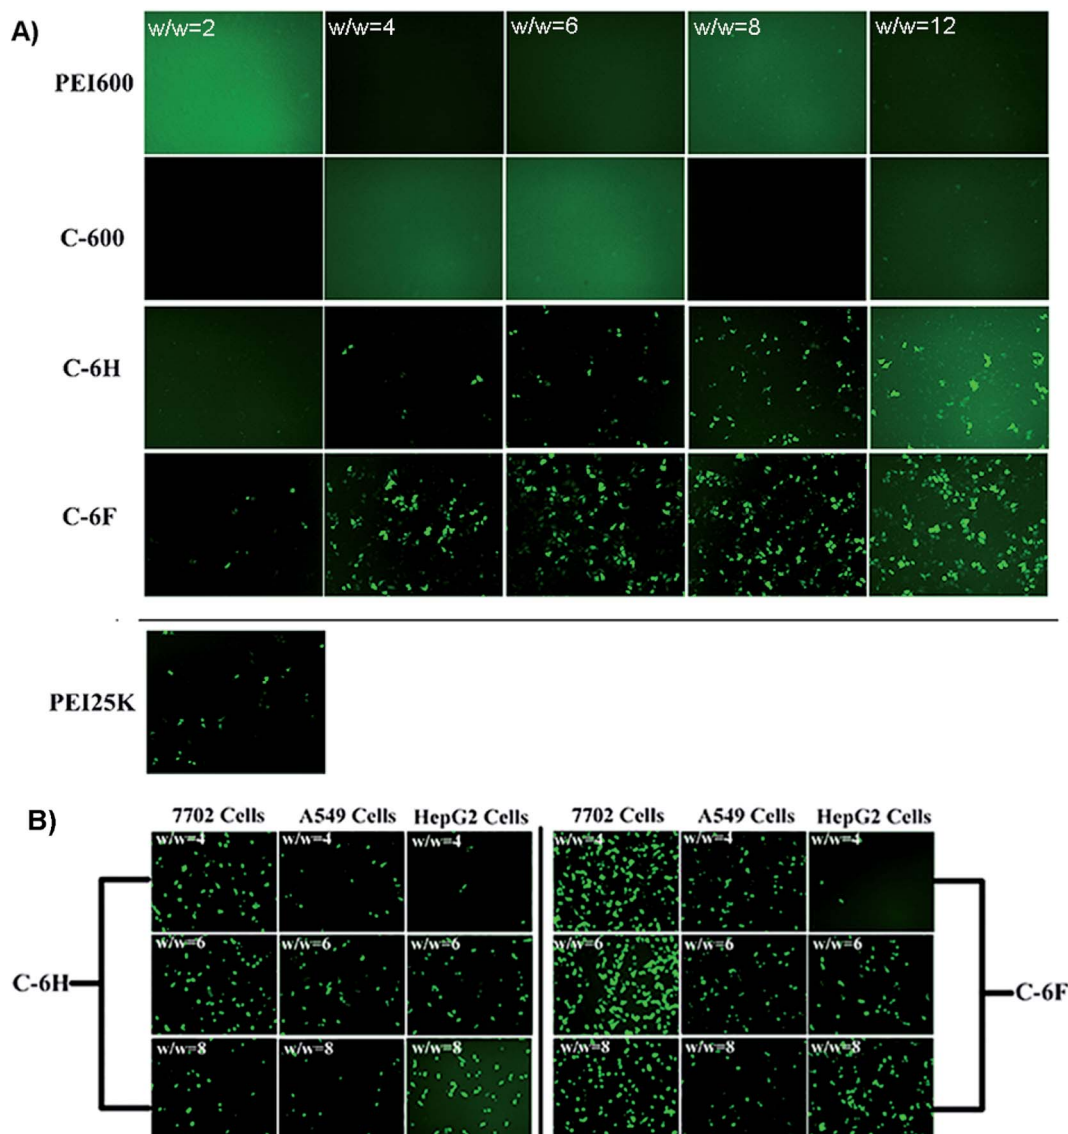 A)
w/w=2 w/w=4 w/w=6 w/w=8 w/w=12
PEI600
C-600
C-6H
C-6F
PEI25K
B)
7702 Cells A549 Cells HepG2 Cells 7702 Cells A549 Cells HepG2 Cells
w/w=4 w/w=4 w/w=4 w/w=4 w/w=4 w/w=4
w/w=6 w/w=6 w/w=6 w/w=6 w/w=6 w/w=6
C-6H C-6F
w/w=8 w/w=8 w/w=8 w/w=8 w/w=8 w/w=8